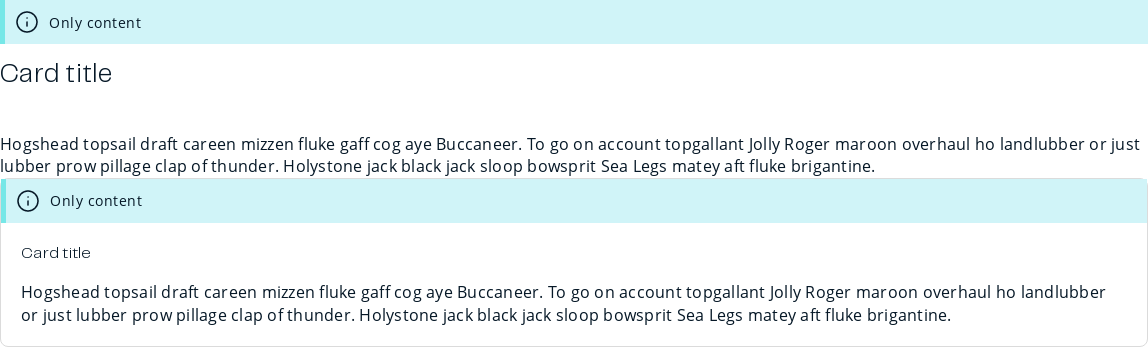 Only content
Card title
Hogshead topsail draft careen mizzen fluke gaff cog aye Buccaneer. To go on account topgallant Jolly Roger maroon overhaul ho landlubber or just
lubber prow pillage clap of thunder. Holystone jack black jack sloop bowsprit Sea Legs matey aft fluke brigantine.
Only content
Card title
Hogshead topsail draft careen mizzen fluke gaff cog aye Buccaneer. To go on account topgallant Jolly Roger maroon overhaul ho landlubber
or just lubber prow pillage clap of thunder. Holystone jack black jack sloop bowsprit Sea Legs matey aft fluke brigantine.